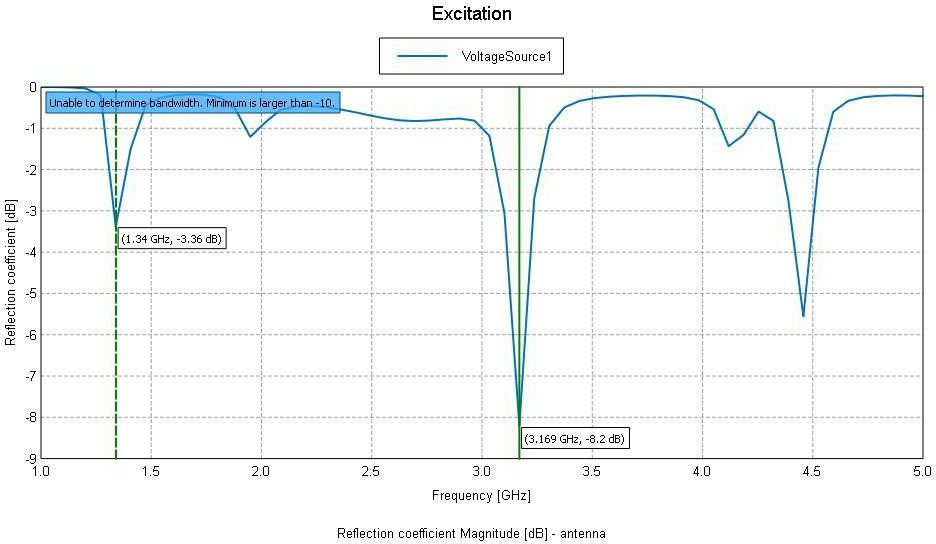 Excitation
VoltageSource1
Unable to determine bandwidth. Minimum is larger than -10.
0
-1
-2
-3
-4
-5
-6
-7
-8
-9
Reflection coefficient [dB]
(1.34 GHz, -3.36 dB)
(3.169 GHz, -8.2 dB)
1.0 1.5 2.0 2.5 3.0 3.5 4.0 4.5 5.0
Frequency [GHz]
Reflection coefficient Magnitude [dB] - antenna